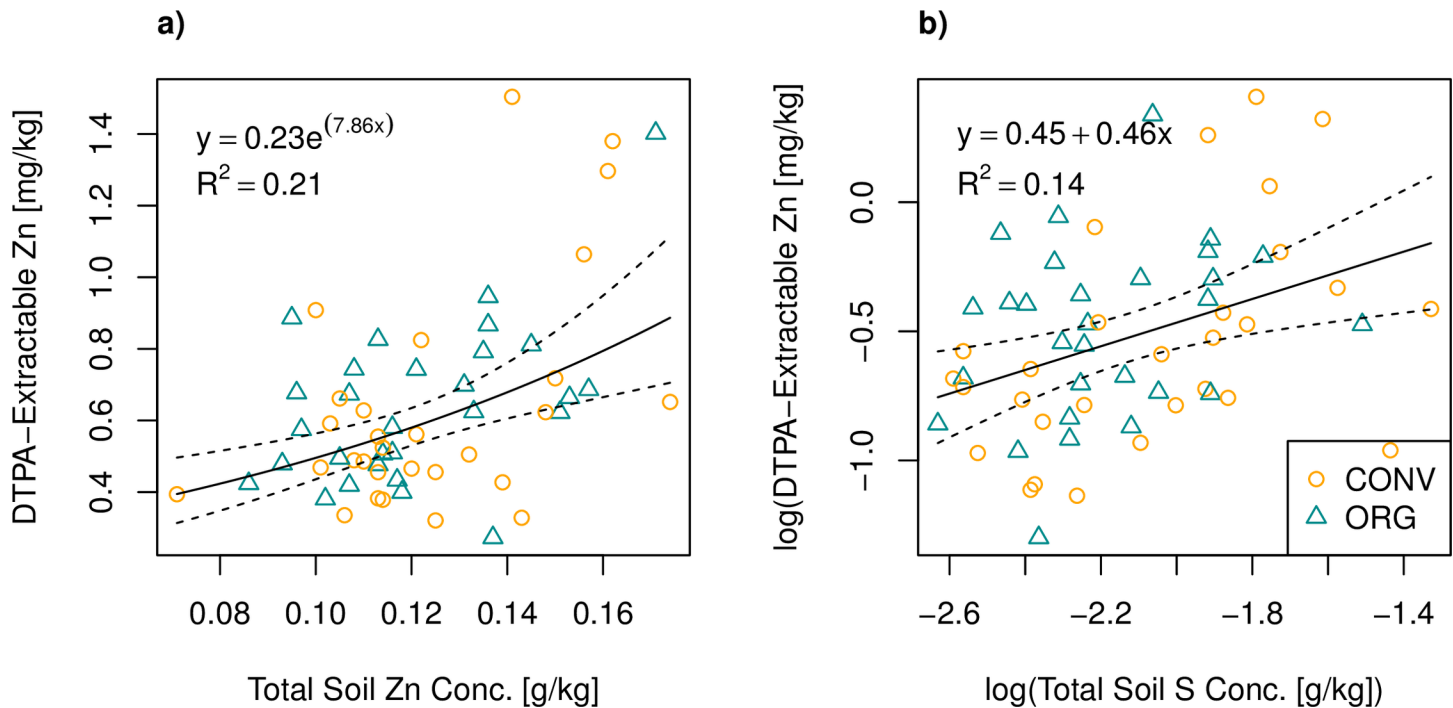 a)
y = 0.23e^(7.86x)
R² = 0.21
DTPA−Extractable Zn [mg/kg]
1.4
1.2
1.0
0.8
0.6
0.4
0.08 0.10 0.12 0.14 0.16
Total Soil Zn Conc. [g/kg]
b)
y = 0.45 + 0.46x
R² = 0.14
log(DTPA−Extractable Zn [mg/kg]
0.0
−0.5
−1.0
CONV
ORG
−2.6 −2.2 −1.8 −1.4
log(Total Soil S Conc. [g/kg])